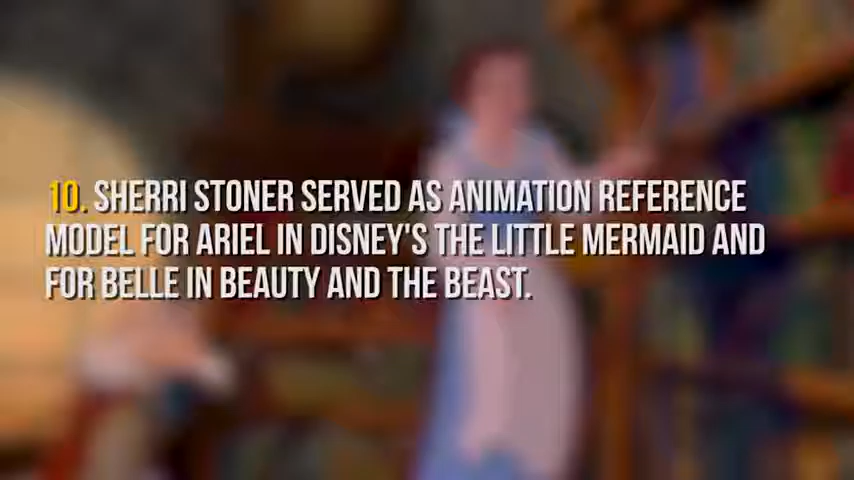 10. SHERRI STONER SERVED AS ANIMATION REFERENCE
MODEL FOR ARIEL IN DISNEY'S THE LITTLE MERMAID AND
FOR BELLE IN BEAUTY AND THE BEAST.